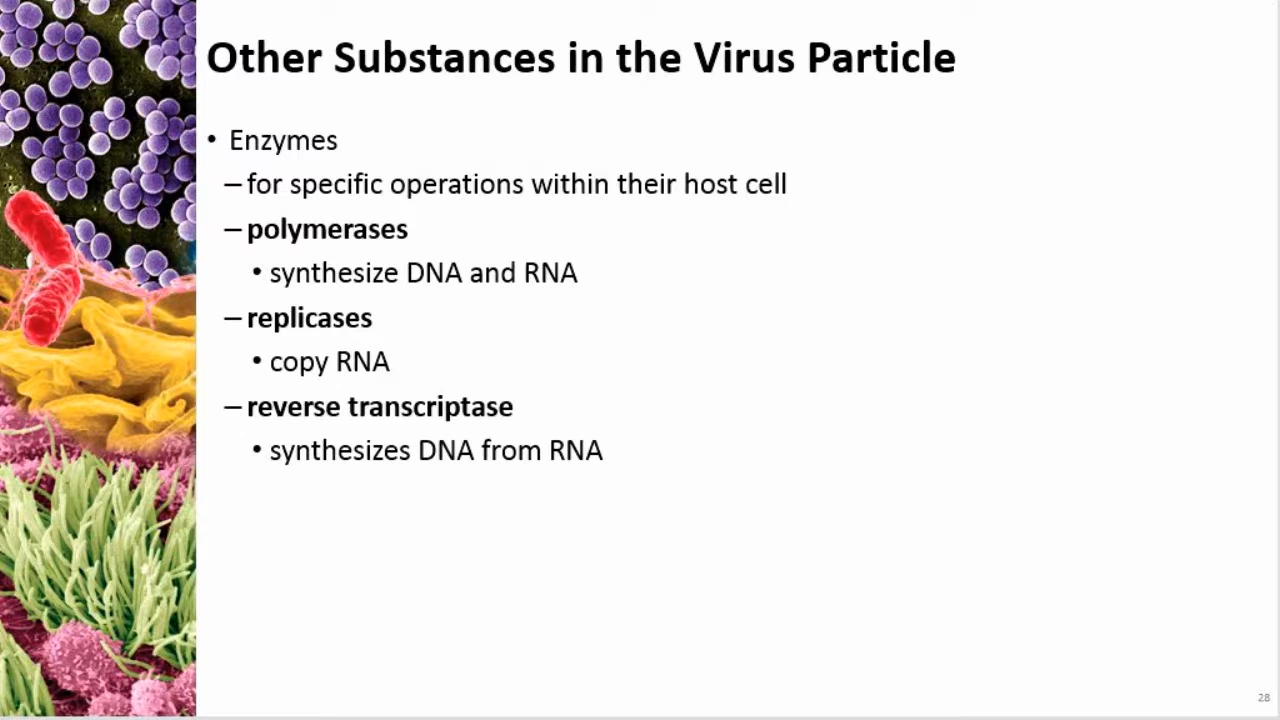 Other Substances in the Virus Particle
• Enzymes
– for specific operations within their host cell
– polymerases
• synthesize DNA and RNA
– replicases
• copy RNA
– reverse transcriptase
• synthesizes DNA from RNA
28